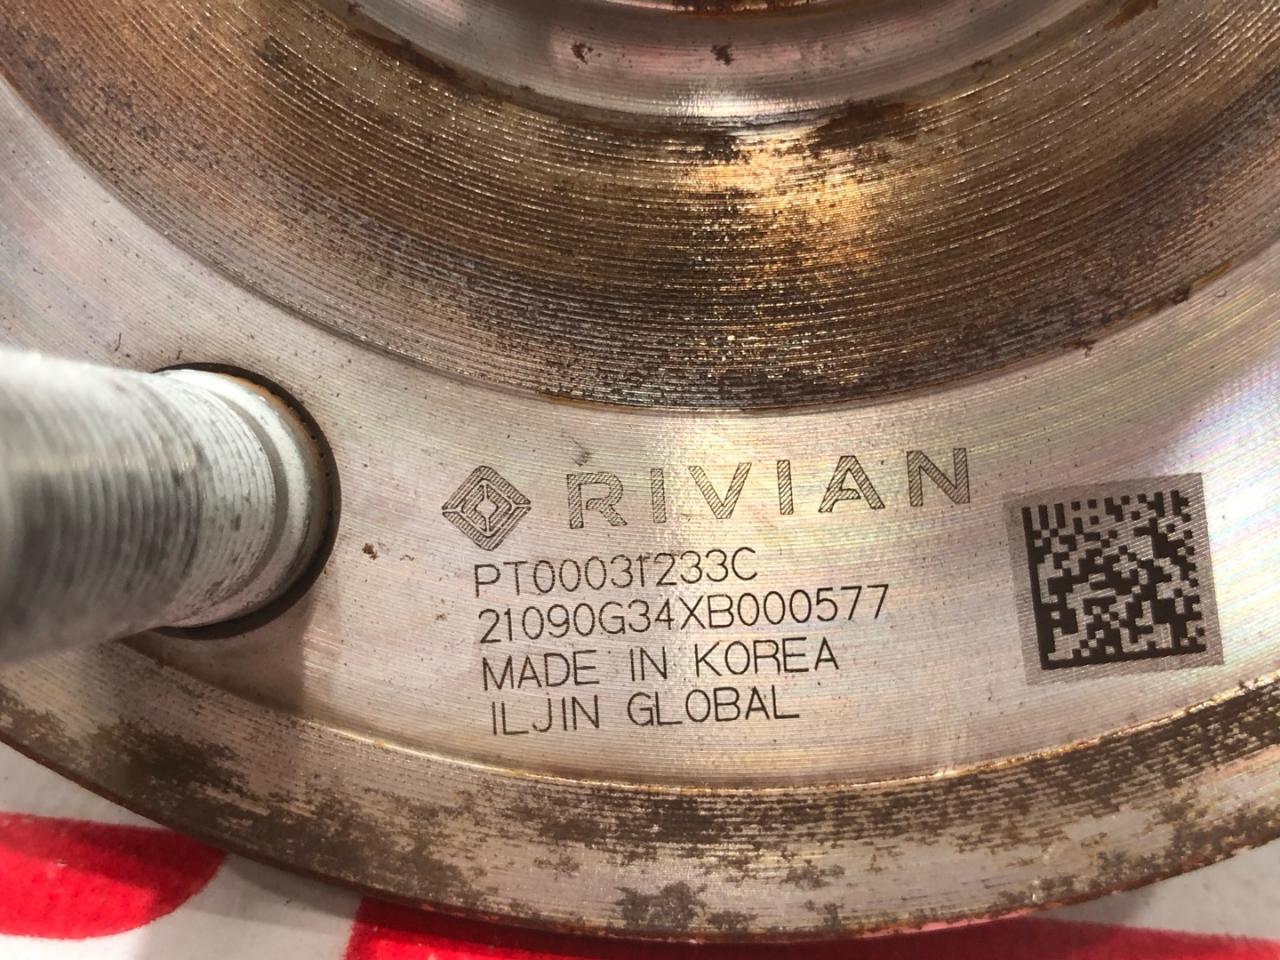 RIVIAN
PT00031233C
21090G34XB000577
MADE IN KOREA
ILJIN GLOBAL